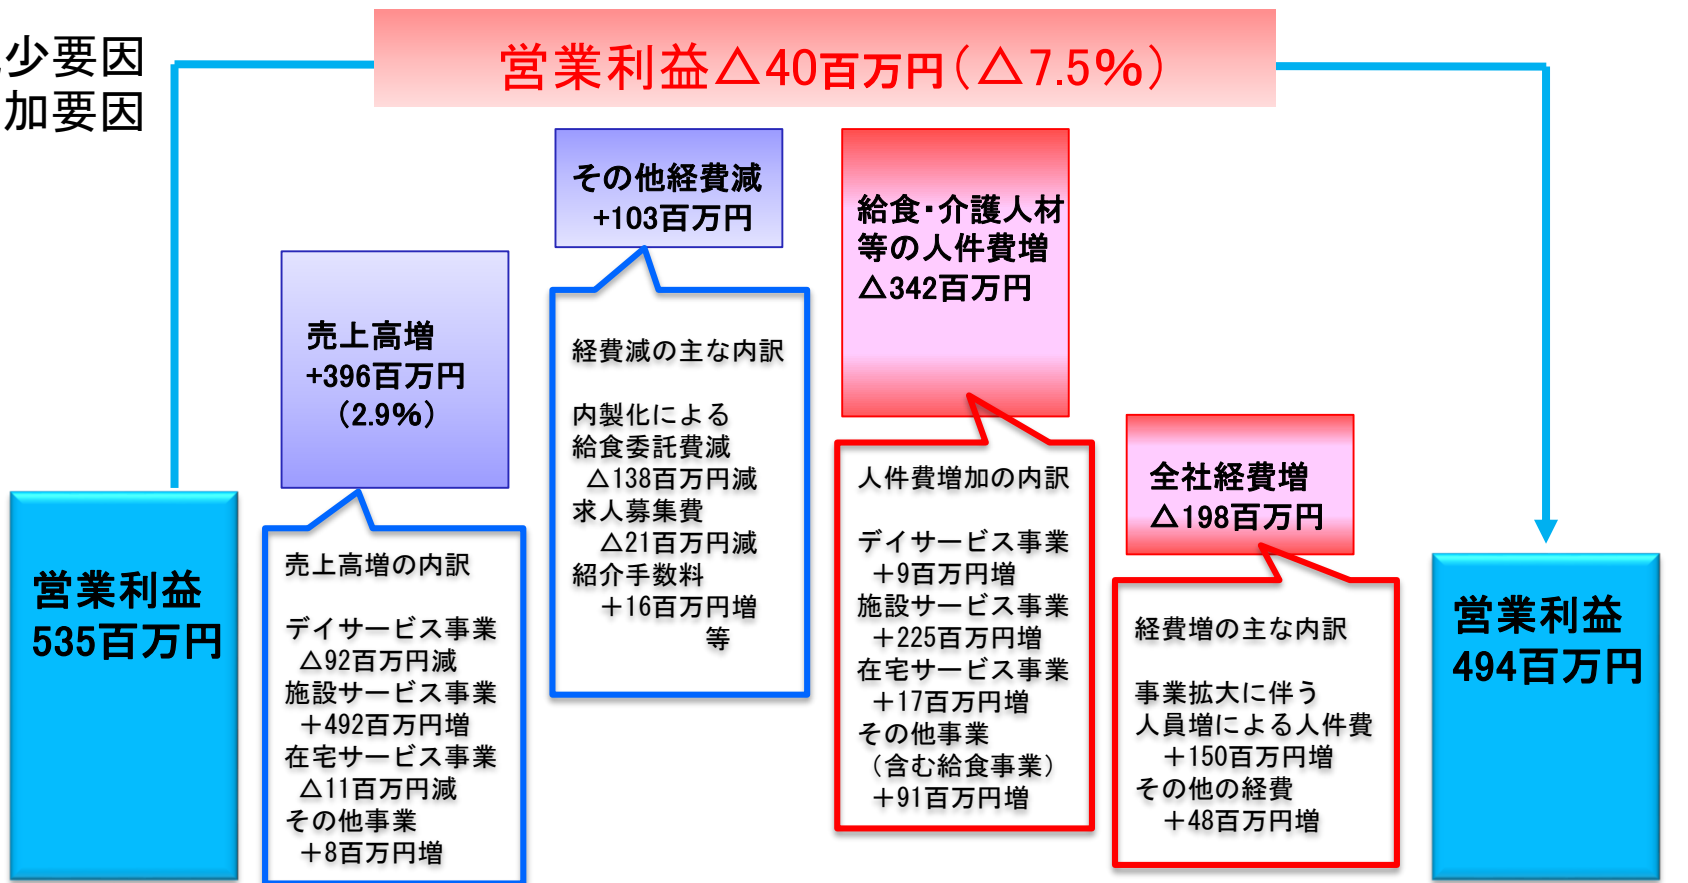 少要因
加要因
営業利益△40百万円（△7.5％）
その他経費減
+103百万円
給食・介護人材
等の人件費増
△342百万円
売上高増
+396百万円
（2.9％）
経費減の主な内訳
内製化による
給食委託費減
△138百万円減
求人募集費
△21百万円減
紹介手数料
＋16百万円増
等
全社経費増
△198百万円
人件費増加の内訳
デイサービス事業
＋9百万円増
施設サービス事業
＋225百万円増
在宅サービス事業
＋17百万円増
その他事業
（含む給食事業）
＋91百万円増
営業利益
535百万円
売上高増の内訳
デイサービス事業
△92百万円減
施設サービス事業
＋492百万円増
在宅サービス事業
△11百万円減
その他事業
＋8百万円増
経費増の主な内訳
事業拡大に伴う
人員増による人件費
＋150百万円増
その他の経費
＋48百万円増
営業利益
494百万円